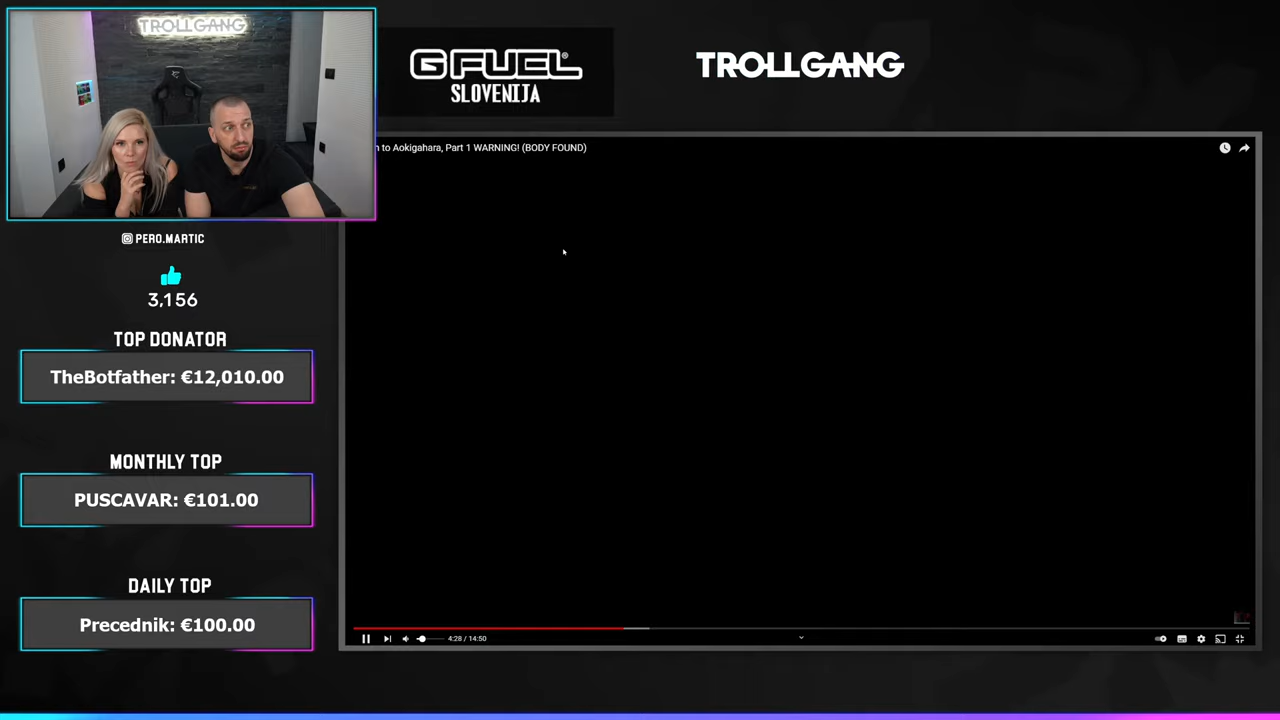 TROLLGANG
G FUEL®
SLOVENIJA
TROLLGANG
to Aokigahara, Part 1 WARNING! (BODY FOUND)
PERO.MARTIC
3,156
TOP DONATOR
TheBotfather: €12,010.00
MONTHLY TOP
PUSCAVAR: €101.00
DAILY TOP
Precednik: €100.00
4:28 / 14:50